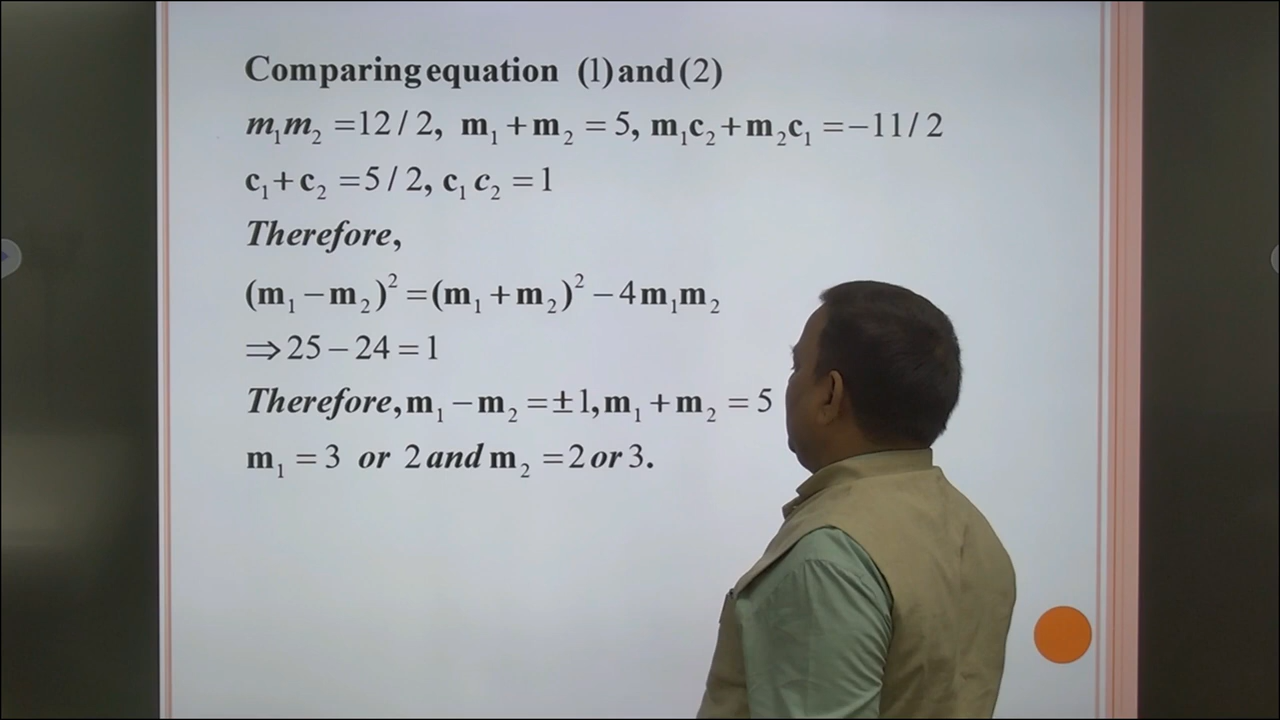 Comparing equation (1) and (2)
m₁m₂ =12/2, m₁+m₂ =5, m₁c₂+m₂c₁ =−11/2
c₁+c₂ =5/2, c₁ c₂ =1
Therefore,
(m₁−m₂)² =(m₁+m₂)² −4m₁m₂
⇒25−24=1
Therefore, m₁−m₂ =±1, m₁+m₂ =5
m₁ =3 or 2 and m₂ =2 or 3.